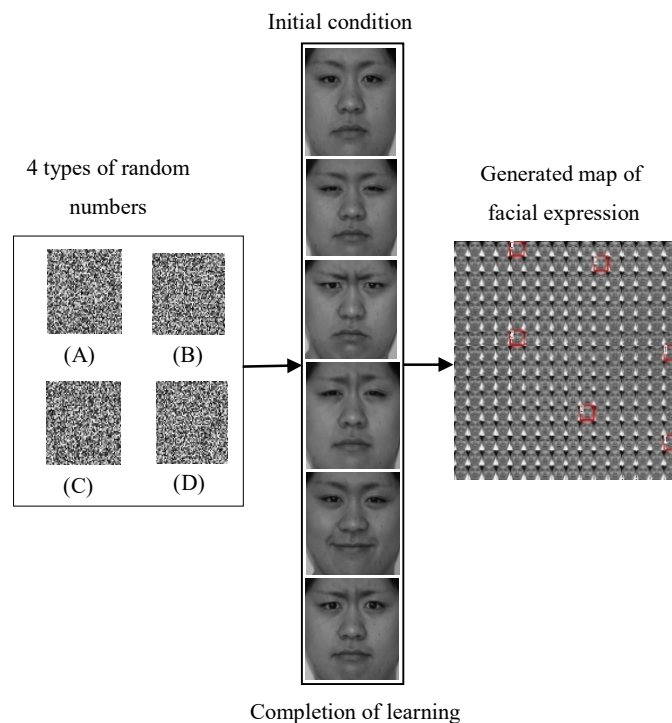 Initial condition
4 types of random
numbers
(A)
(B)
(C)
(D)
Generated map of
facial expression
Completion of learning